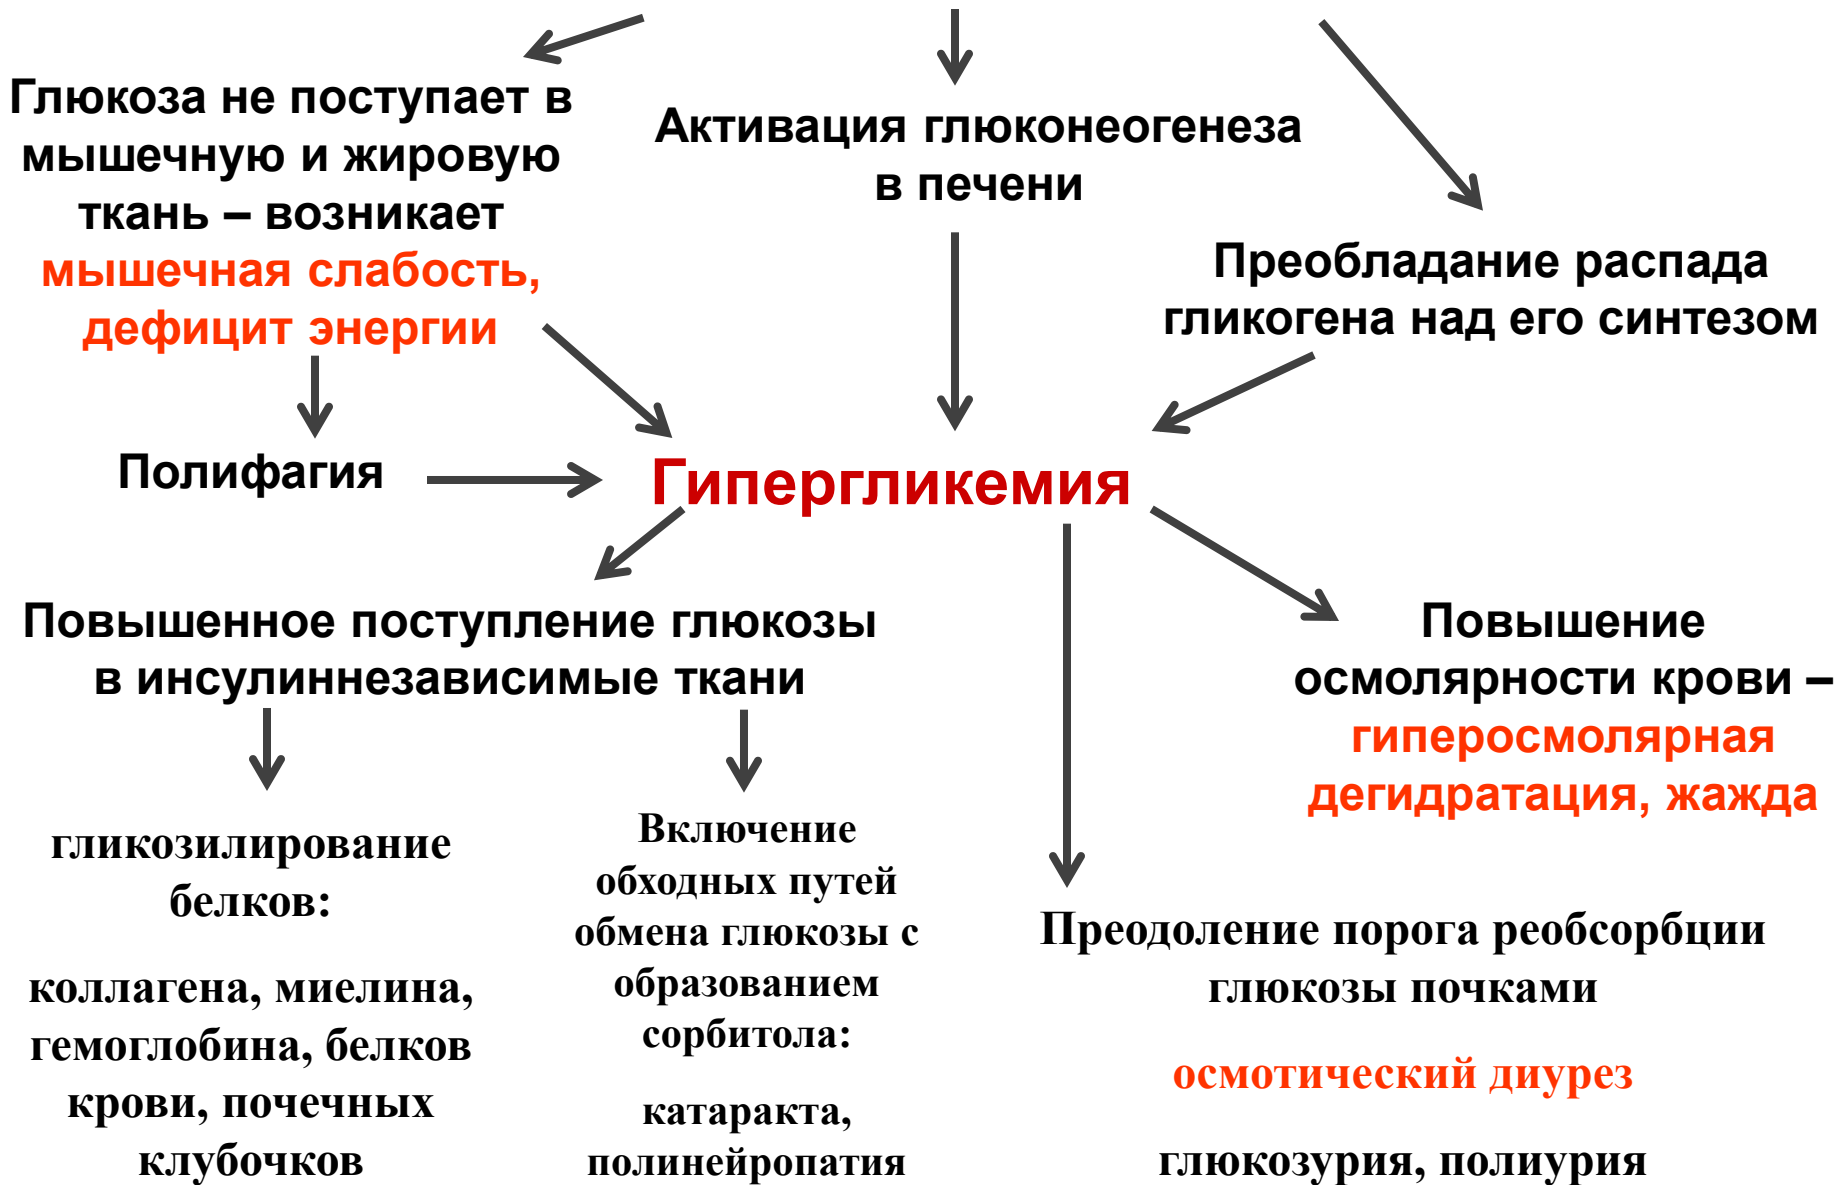 Глюкоза не поступает в
мышечную и жировую
ткань – возникает
мышечная слабость,
дефицит энергии
Активация глюконеогенеза
в печени
Преобладание распада
гликогена над его синтезом
Полифагия
Гипергликемия
Повышенное поступление глюкозы
в инсулиннезависимые ткани
Повышение
осмолярности крови –
гиперосмолярная
дегидратация, жажда
гликозилирование
белков:
коллагена, миелина,
гемоглобина, белков
крови, почечных
клубочков
Включение
обходных путей
обмена глюкозы с
образованием
сорбитола:
катаракта,
полинейропатия
Преодоление порога реобсорбции
глюкозы почками
осмотический диурез
глюкозурия, полиурия